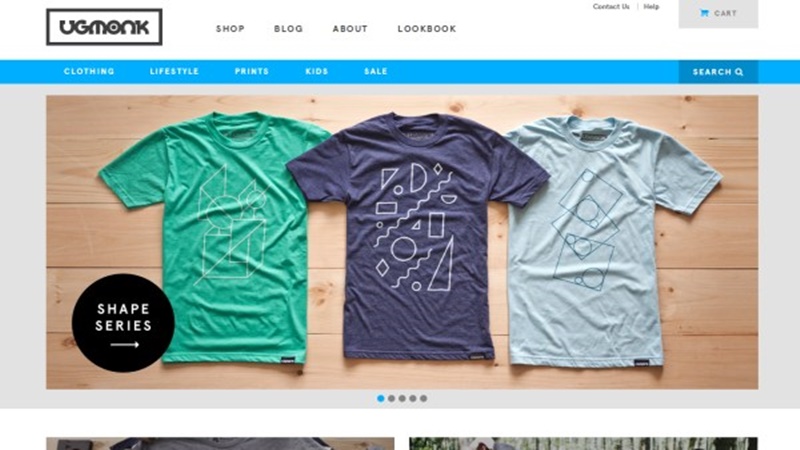 Contact Us | Help
CART
UGMONK
SHOP BLOG ABOUT LOOKBOOK
CLOTHING LIFESTYLE PRINTS KIDS SALE
SEARCH
SHAPE
SERIES